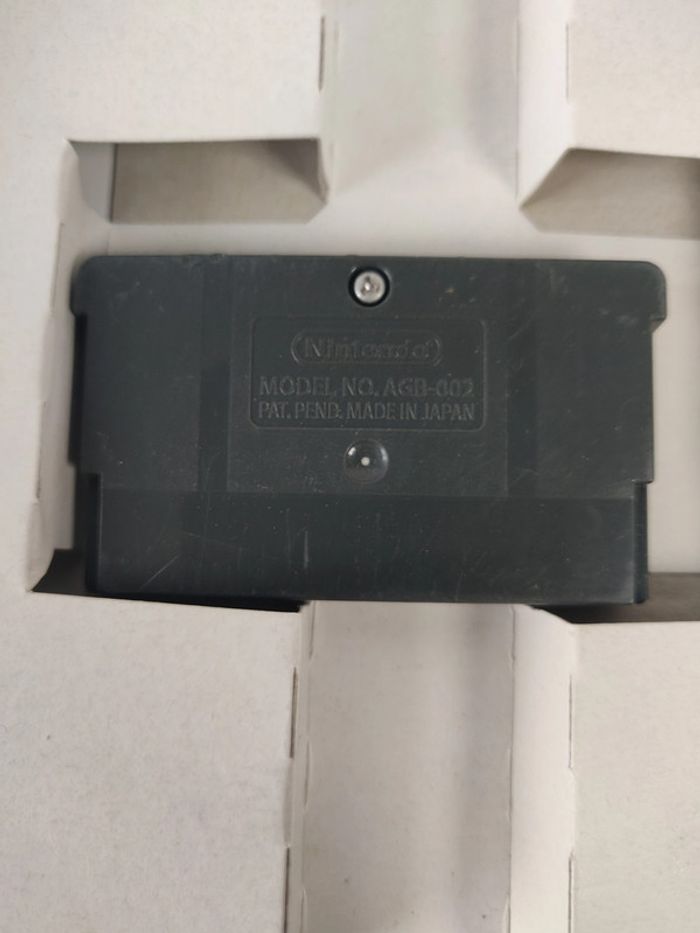 Nintendo
MODEL NO. AGB-002
PAT. PEND. MADE IN JAPAN